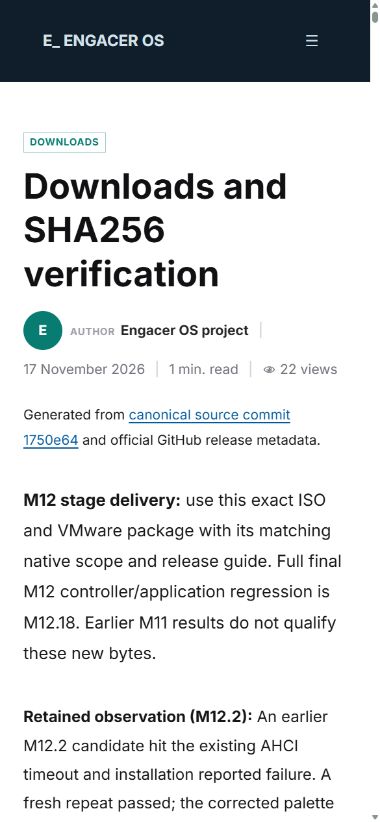 E_ ENGACER OS
DOWNLOADS
Downloads and
SHA256
verification
E AUTHOR Engacer OS project
17 November 2026 1 min. read 22 views
Generated from canonical source commit
1750e64 and official GitHub release metadata.
M12 stage delivery: use this exact ISO
and VMware package with its matching
native scope and release guide. Full final
M12 controller/application regression is
M12.18. Earlier M11 results do not qualify
these new bytes.
Retained observation (M12.2): An earlier
M12.2 candidate hit the existing AHCI
timeout and installation reported failure. A
fresh repeat passed; the corrected palette